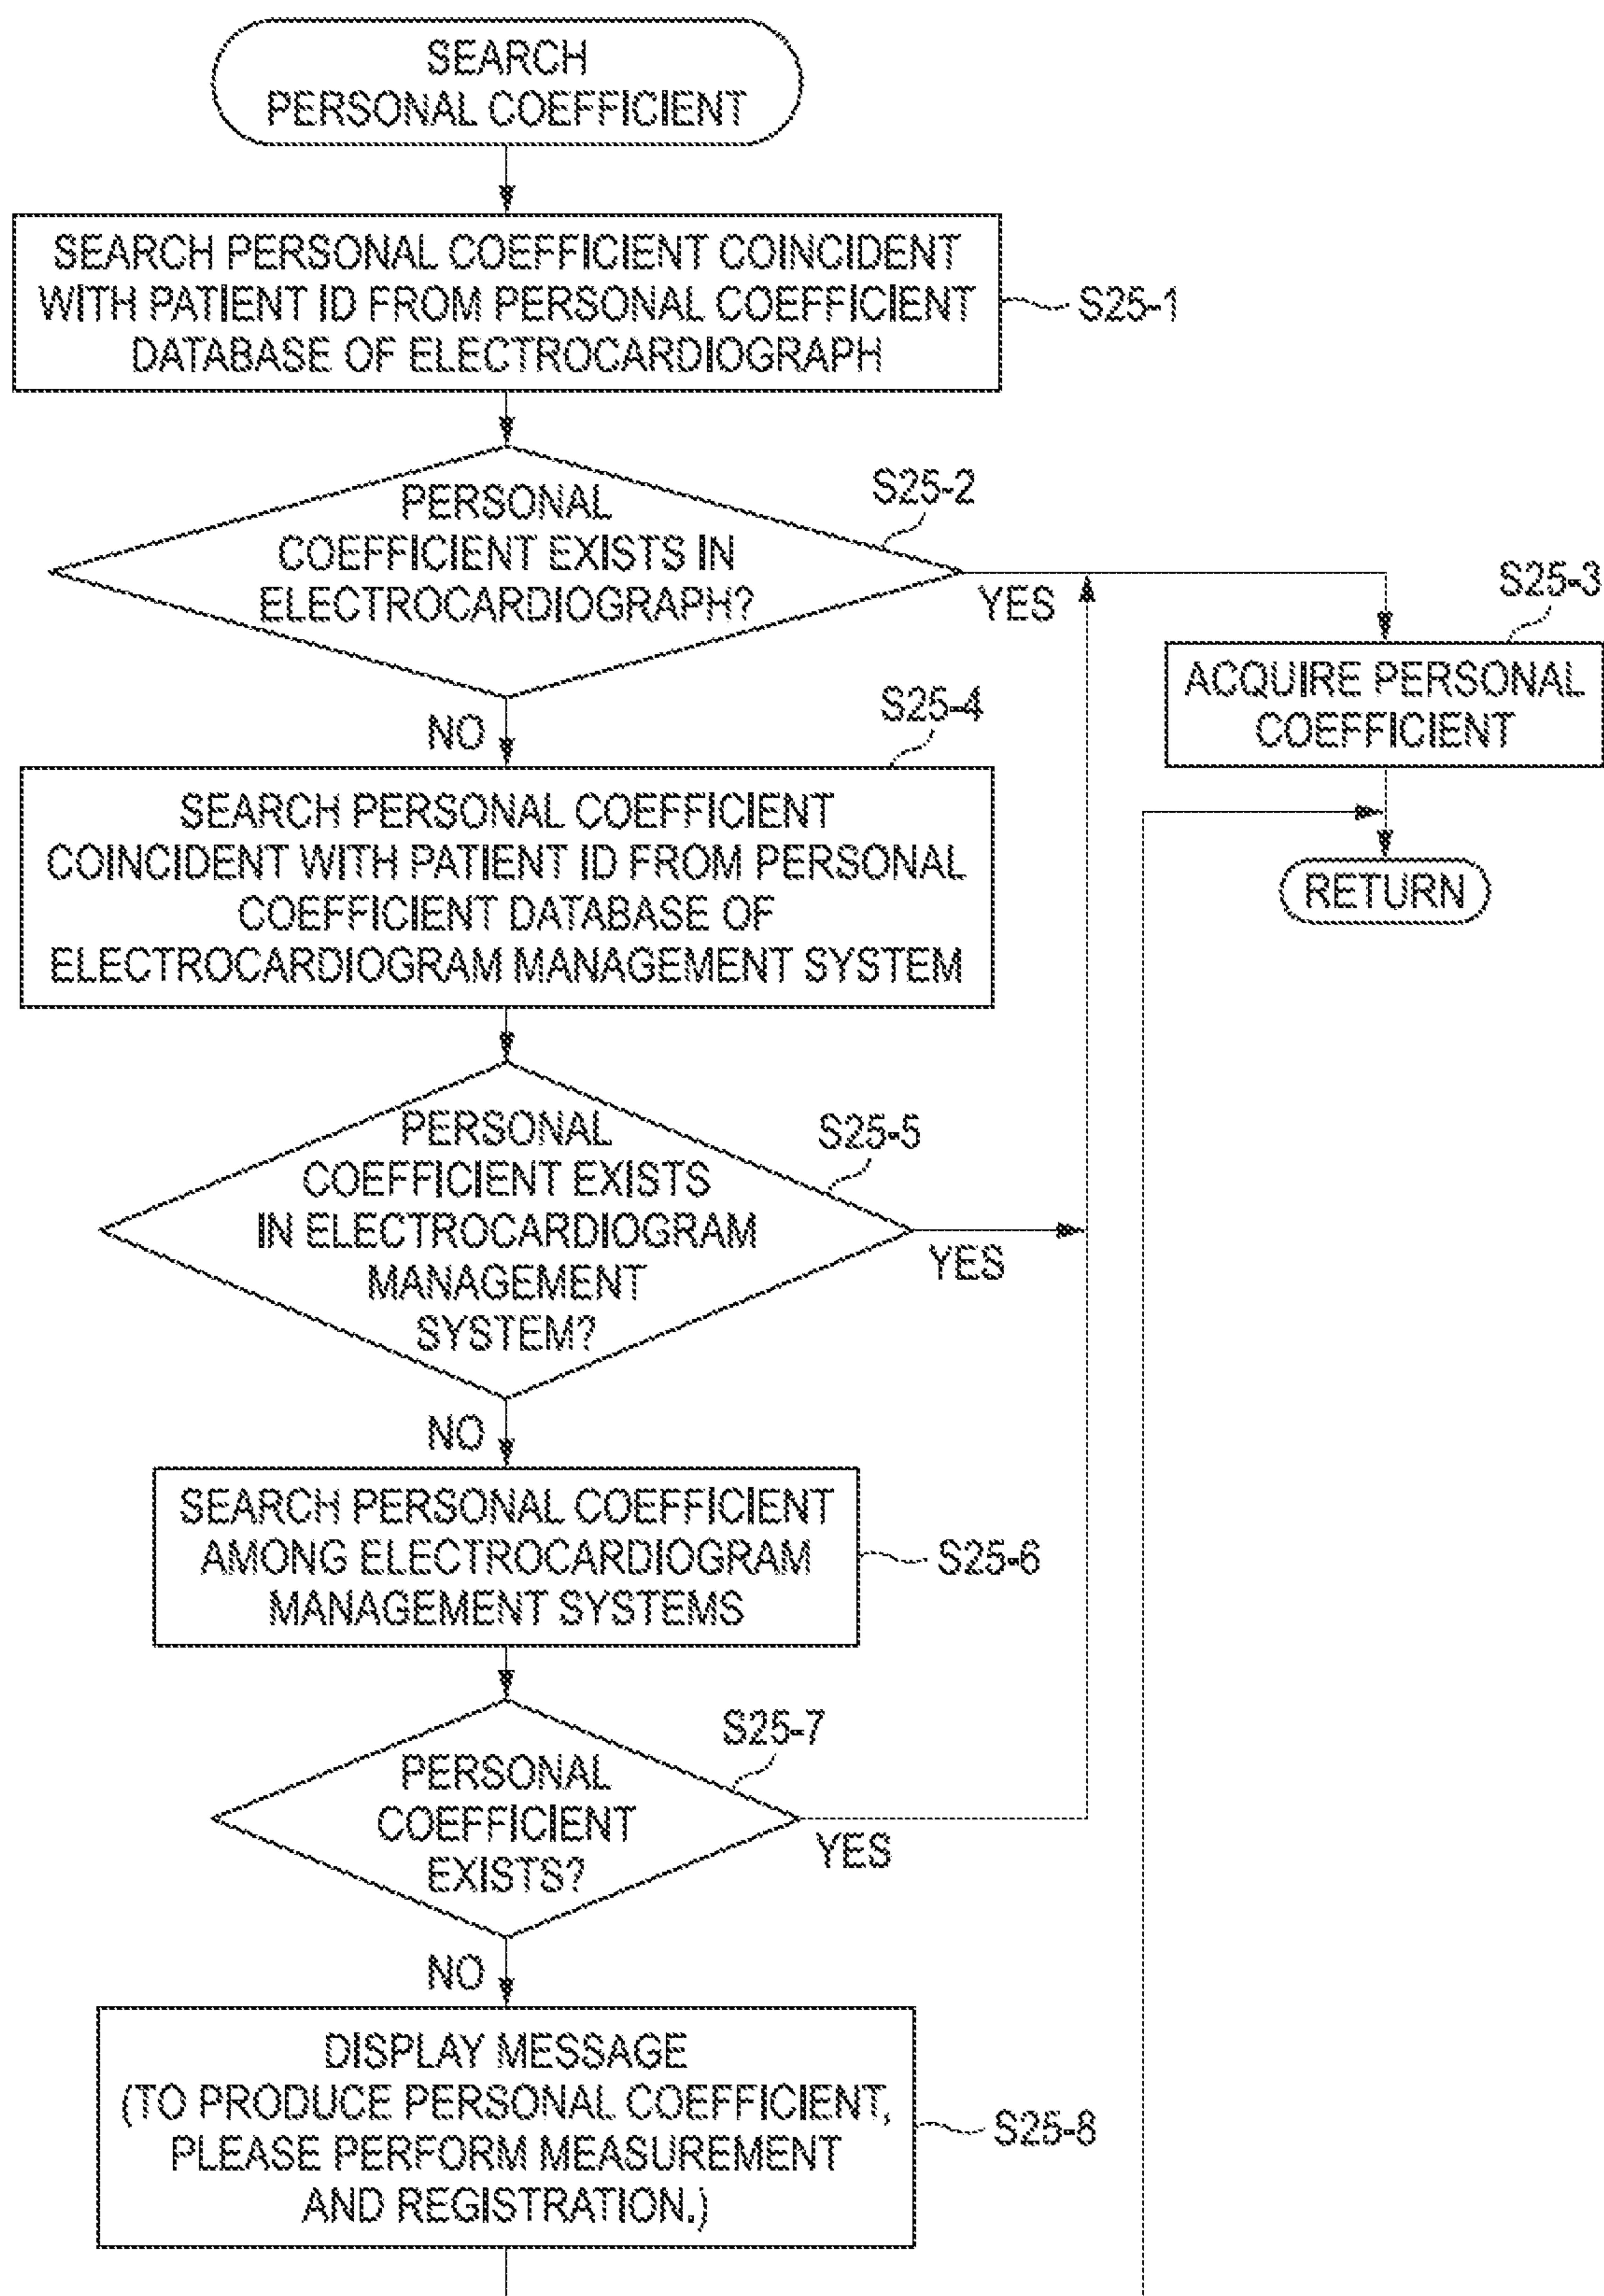 SEARCH
PERSONAL COEFFICIENT
SEARCH PERSONAL COEFFICIENT COINCIDENT
WITH PATIENT ID FROM PERSONAL COEFFICIENT
DATABASE OF ELECTROCARDIOGRAPH
S25-1
PERSONAL
COEFFICIENT EXISTS IN
ELECTROCARDIOGRAPH?
S25-2
YES
S25-3
ACQUIRE PERSONAL
COEFFICIENT
RETURN
NO
S25-4
SEARCH PERSONAL COEFFICIENT
COINCIDENT WITH PATIENT ID FROM PERSONAL
COEFFICIENT DATABASE OF
ELECTROCARDIOGRAM MANAGEMENT SYSTEM
PERSONAL
COEFFICIENT EXISTS
IN ELECTROCARDIOGRAM
MANAGEMENT
SYSTEM?
S25-5
YES
NO
SEARCH PERSONAL COEFFICIENT
AMONG ELECTROCARDIOGRAM
MANAGEMENT SYSTEMS
S25-6
PERSONAL
COEFFICIENT
EXISTS?
S25-7
YES
NO
DISPLAY MESSAGE
(TO PRODUCE PERSONAL COEFFICIENT,
PLEASE PERFORM MEASUREMENT
AND REGISTRATION.)
S25-8